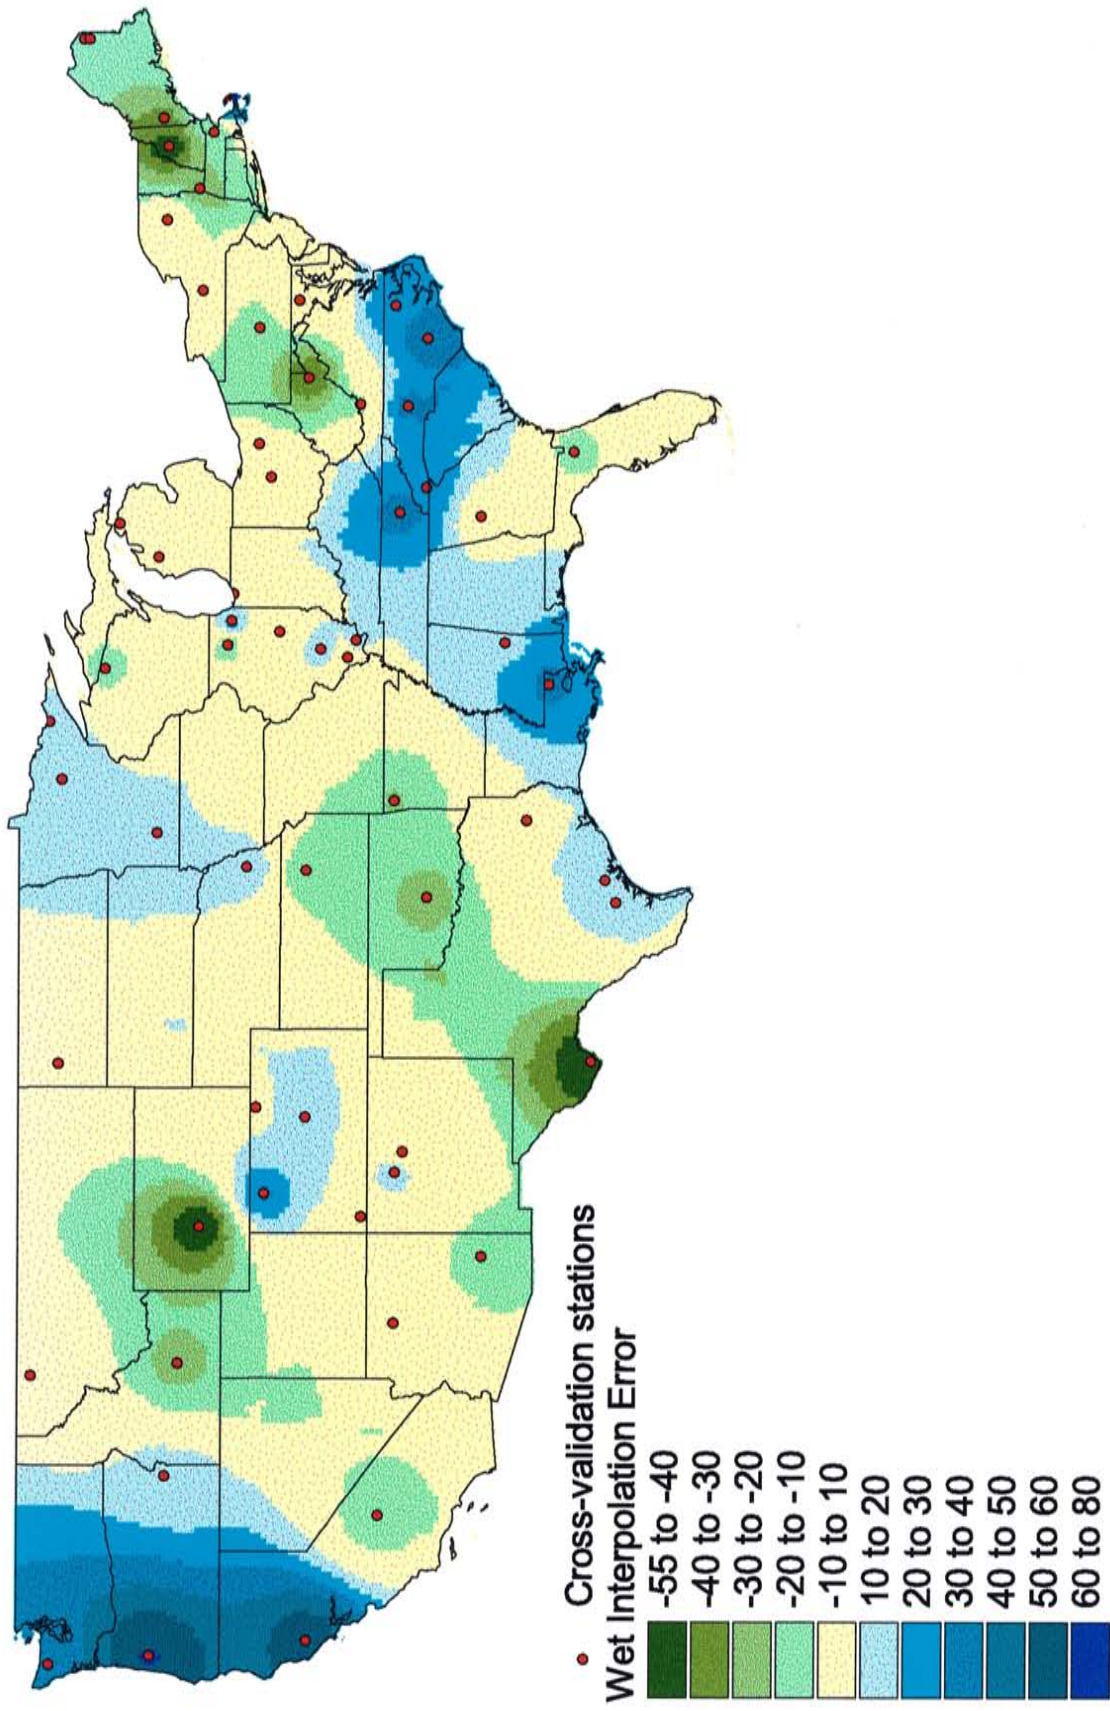 Cross-validation stations
Wet Interpolation Error
-55 to -40
-40 to -30
-30 to -20
-20 to -10
-10 to 10
10 to 20
20 to 30
30 to 40
40 to 50
50 to 60
60 to 80